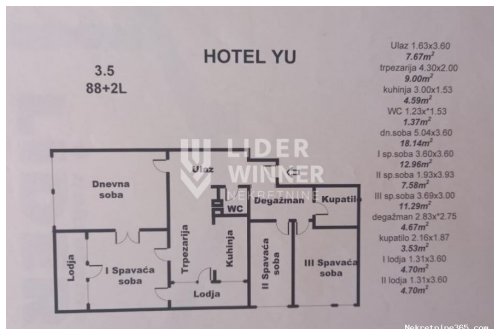 HOTEL YU
3.5
88+2L
Ulaz 1.63x3.60
7.67m²
trpezarija 4.30x2.00
9.00m²
kuhinja 3.00x1.53
4.59m²
WC 1.23x*1.53
1.37m²
dn.soba 5.04x3.60
18.14m²
I sp.soba 3.60x3.60
12.96m²
II sp.soba 1.93x3.93
7.58m²
III sp.soba 3.69x3.00
11.29m²
degažman 2.83x*2.75
4.67m²
kupatilo 2.16x1.87
3.53m²
I lodja 1.31x3.60
4.70m²
II lodja 1.31x3.60
4.70m²
LIDER
WINNER
NEKRETNINE
Ulaz
Dnevna
soba
WC
Degažman
Kupatilo
Lodja
I Spavaća
soba
Trpezarija
Kuhinja
Lodja
II Spavaća
soba
III Spavaća
soba
Nekretnine365.com